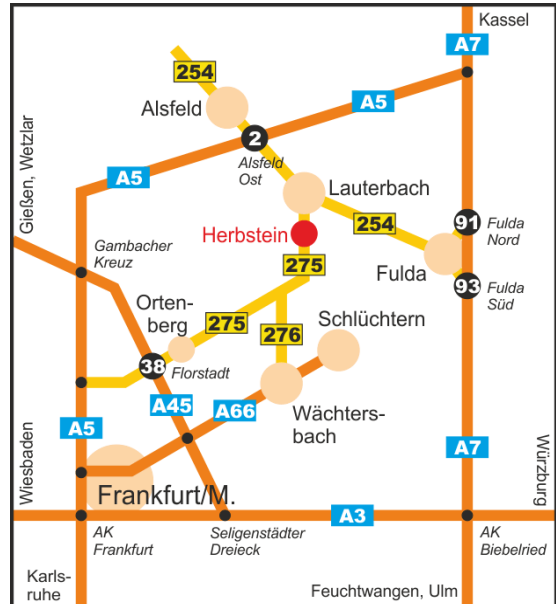 Kassel
A7
254
Alsfeld
A5
2
Alsfeld
Ost
A5
Gießen, Wetzlar
Lauterbach
254
91
Fulda
Nord
Herbstein
Gambacher
Kreuz
275
Fulda
93
Fulda
Süd
Orten-
berg
275
276
Schlüchtern
38
Florstadt
A45
A66
Wächters-
bach
A5
A7
Wiesbaden
Würzburg
Frankfurt/M.
A3
AK
Frankfurt
Seligenstädter
Dreieck
AK
Biebelried
Karls-
ruhe
Feuchtwangen, Ulm